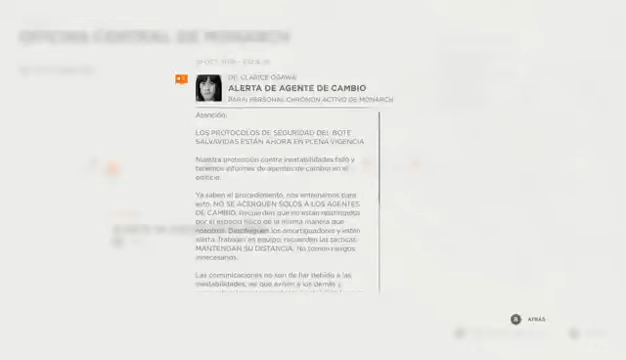 OFICINA CENTRAL DE MONARCH
DE: CLARICE OGAWA
ALERTA DE AGENTE DE CAMBIO
PARA: PERSONAL CHRONON ACTIVO DE MONARCH
Atención:
LOS PROTOCOLOS DE SEGURIDAD DEL BOTE
SALVAVIDAS ESTÁN AHORA EN PLENA VIGENCIA
Nuestra protección contra inestabilidades falló y
tenemos informes de agentes de cambio en el
edificio.
Ya saben el procedimiento, nos entrenamos para
esto. NO SE ACERQUEN SOLOS A LOS AGENTES
DE CAMBIO. Recuerden que no están restringidos
por el espacio físico de la misma manera que
nosotros. Desplieguen los amortiguadores y estén
alerta. Trabajen en equipo, recuerden las tácticas.
MANTENGAN SU DISTANCIA. No tomen riesgos
innecesarios.
Las comunicaciones no son de fiar debido a las
inestabilidades, así que avisen a los demás y
ATRÁS